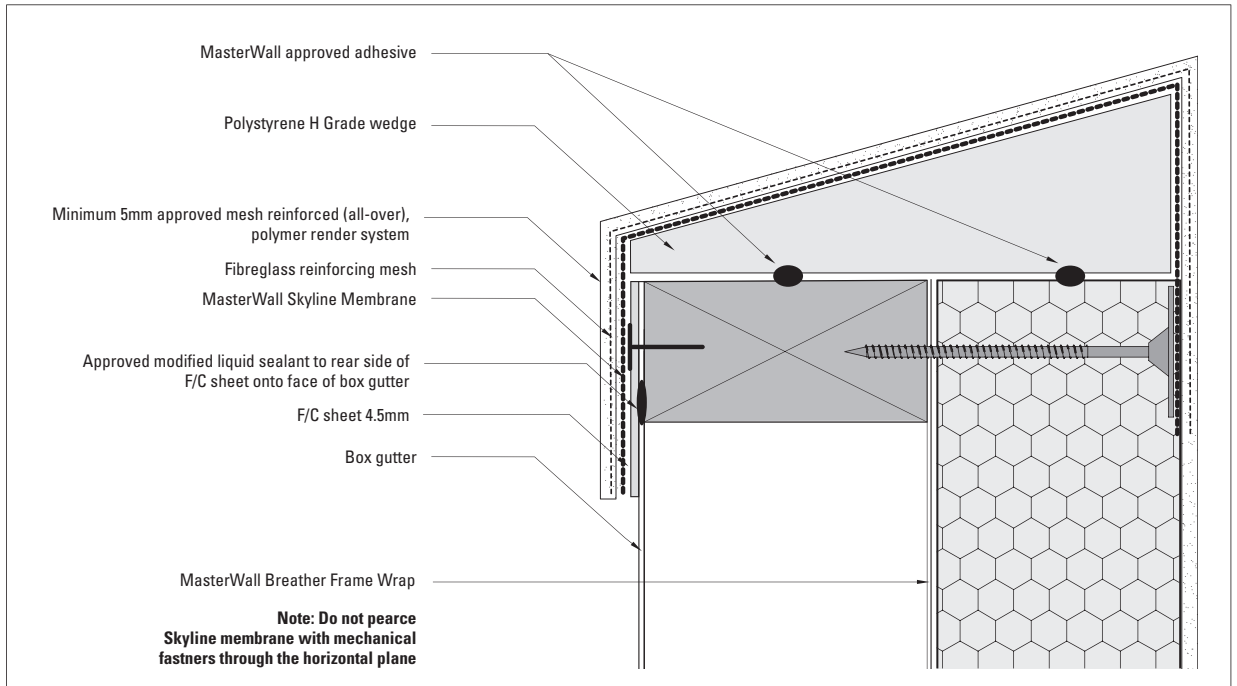 MasterWall approved adhesive
Polystyrene H Grade wedge
Minimum 5mm approved mesh reinforced (all-over),
polymer render system
Fibreglass reinforcing mesh
MasterWall Skyline Membrane
Approved modified liquid sealant to rear side of
F/C sheet onto face of box gutter
F/C sheet 4.5mm
Box gutter
MasterWall Breather Frame Wrap
Note: Do not pearce
Skyline membrane with mechanical
fastners through the horizontal plane